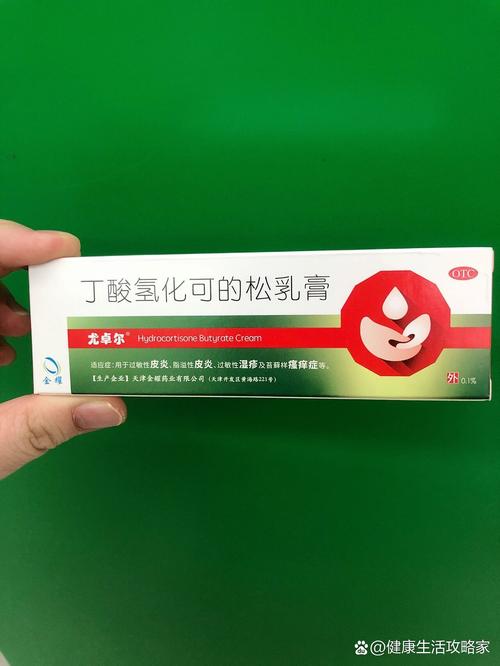 丁酸氢化可的松乳膏
OTC
尤卓尔® Hydrocortisone Butyrate Cream
适应症:用于过敏性皮炎、脂溢性皮炎、过敏性湿疹及苔藓样瘙痒症等。
【生产企业】天津金耀药业有限公司(天津开发区黄海路221号)
金耀
外 0.1%
@健康生活攻略家